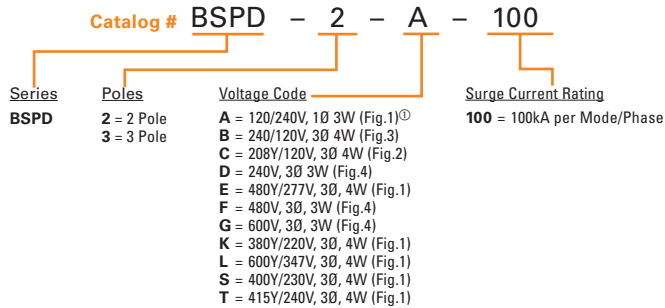 Catalog # BSPD – 2 – A – 100
Series
BSPD
Poles
2 = 2 Pole
3 = 3 Pole
Voltage Code
A = 120/240V, 1Ø 3W (Fig.1)①
B = 240/120V, 3Ø 4W (Fig.3)
C = 208Y/120V, 3Ø 4W (Fig.2)
D = 240V, 3Ø 3W (Fig.4)
E = 480Y/277V, 3Ø, 4W (Fig.1)
F = 480V, 3Ø, 3W (Fig.4)
G = 600V, 3Ø, 3W (Fig.4)
K = 380Y/220V, 3Ø, 4W (Fig.1)
L = 600Y/347V, 3Ø, 4W (Fig.1)
S = 400Y/230V, 3Ø, 4W (Fig.1)
T = 415Y/240V, 3Ø, 4W (Fig.1)
Surge Current Rating
100 = 100kA per Mode/Phase